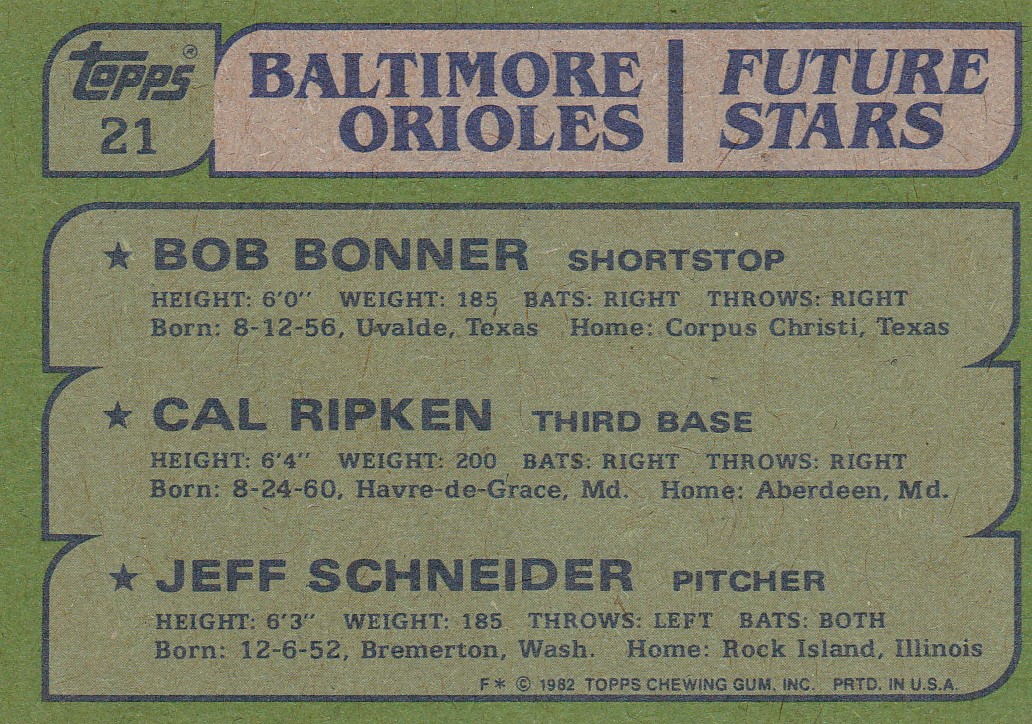 Topps®
21
BALTIMORE
ORIOLES
FUTURE
STARS
★ BOB BONNER SHORTSTOP
HEIGHT: 6'0" WEIGHT: 185 BATS: RIGHT THROWS: RIGHT
Born: 8-12-56, Uvalde, Texas Home: Corpus Christi, Texas
★ CAL RIPKEN THIRD BASE
HEIGHT: 6'4" WEIGHT: 200 BATS: RIGHT THROWS: RIGHT
Born: 8-24-60, Havre-de-Grace, Md. Home: Aberdeen, Md.
★ JEFF SCHNEIDER PITCHER
HEIGHT: 6'3" WEIGHT: 185 THROWS: LEFT BATS: BOTH
Born: 12-6-52, Bremerton, Wash. Home: Rock Island, Illinois
F* © 1982 TOPPS CHEWING GUM, INC. PRTD. IN U.S.A.